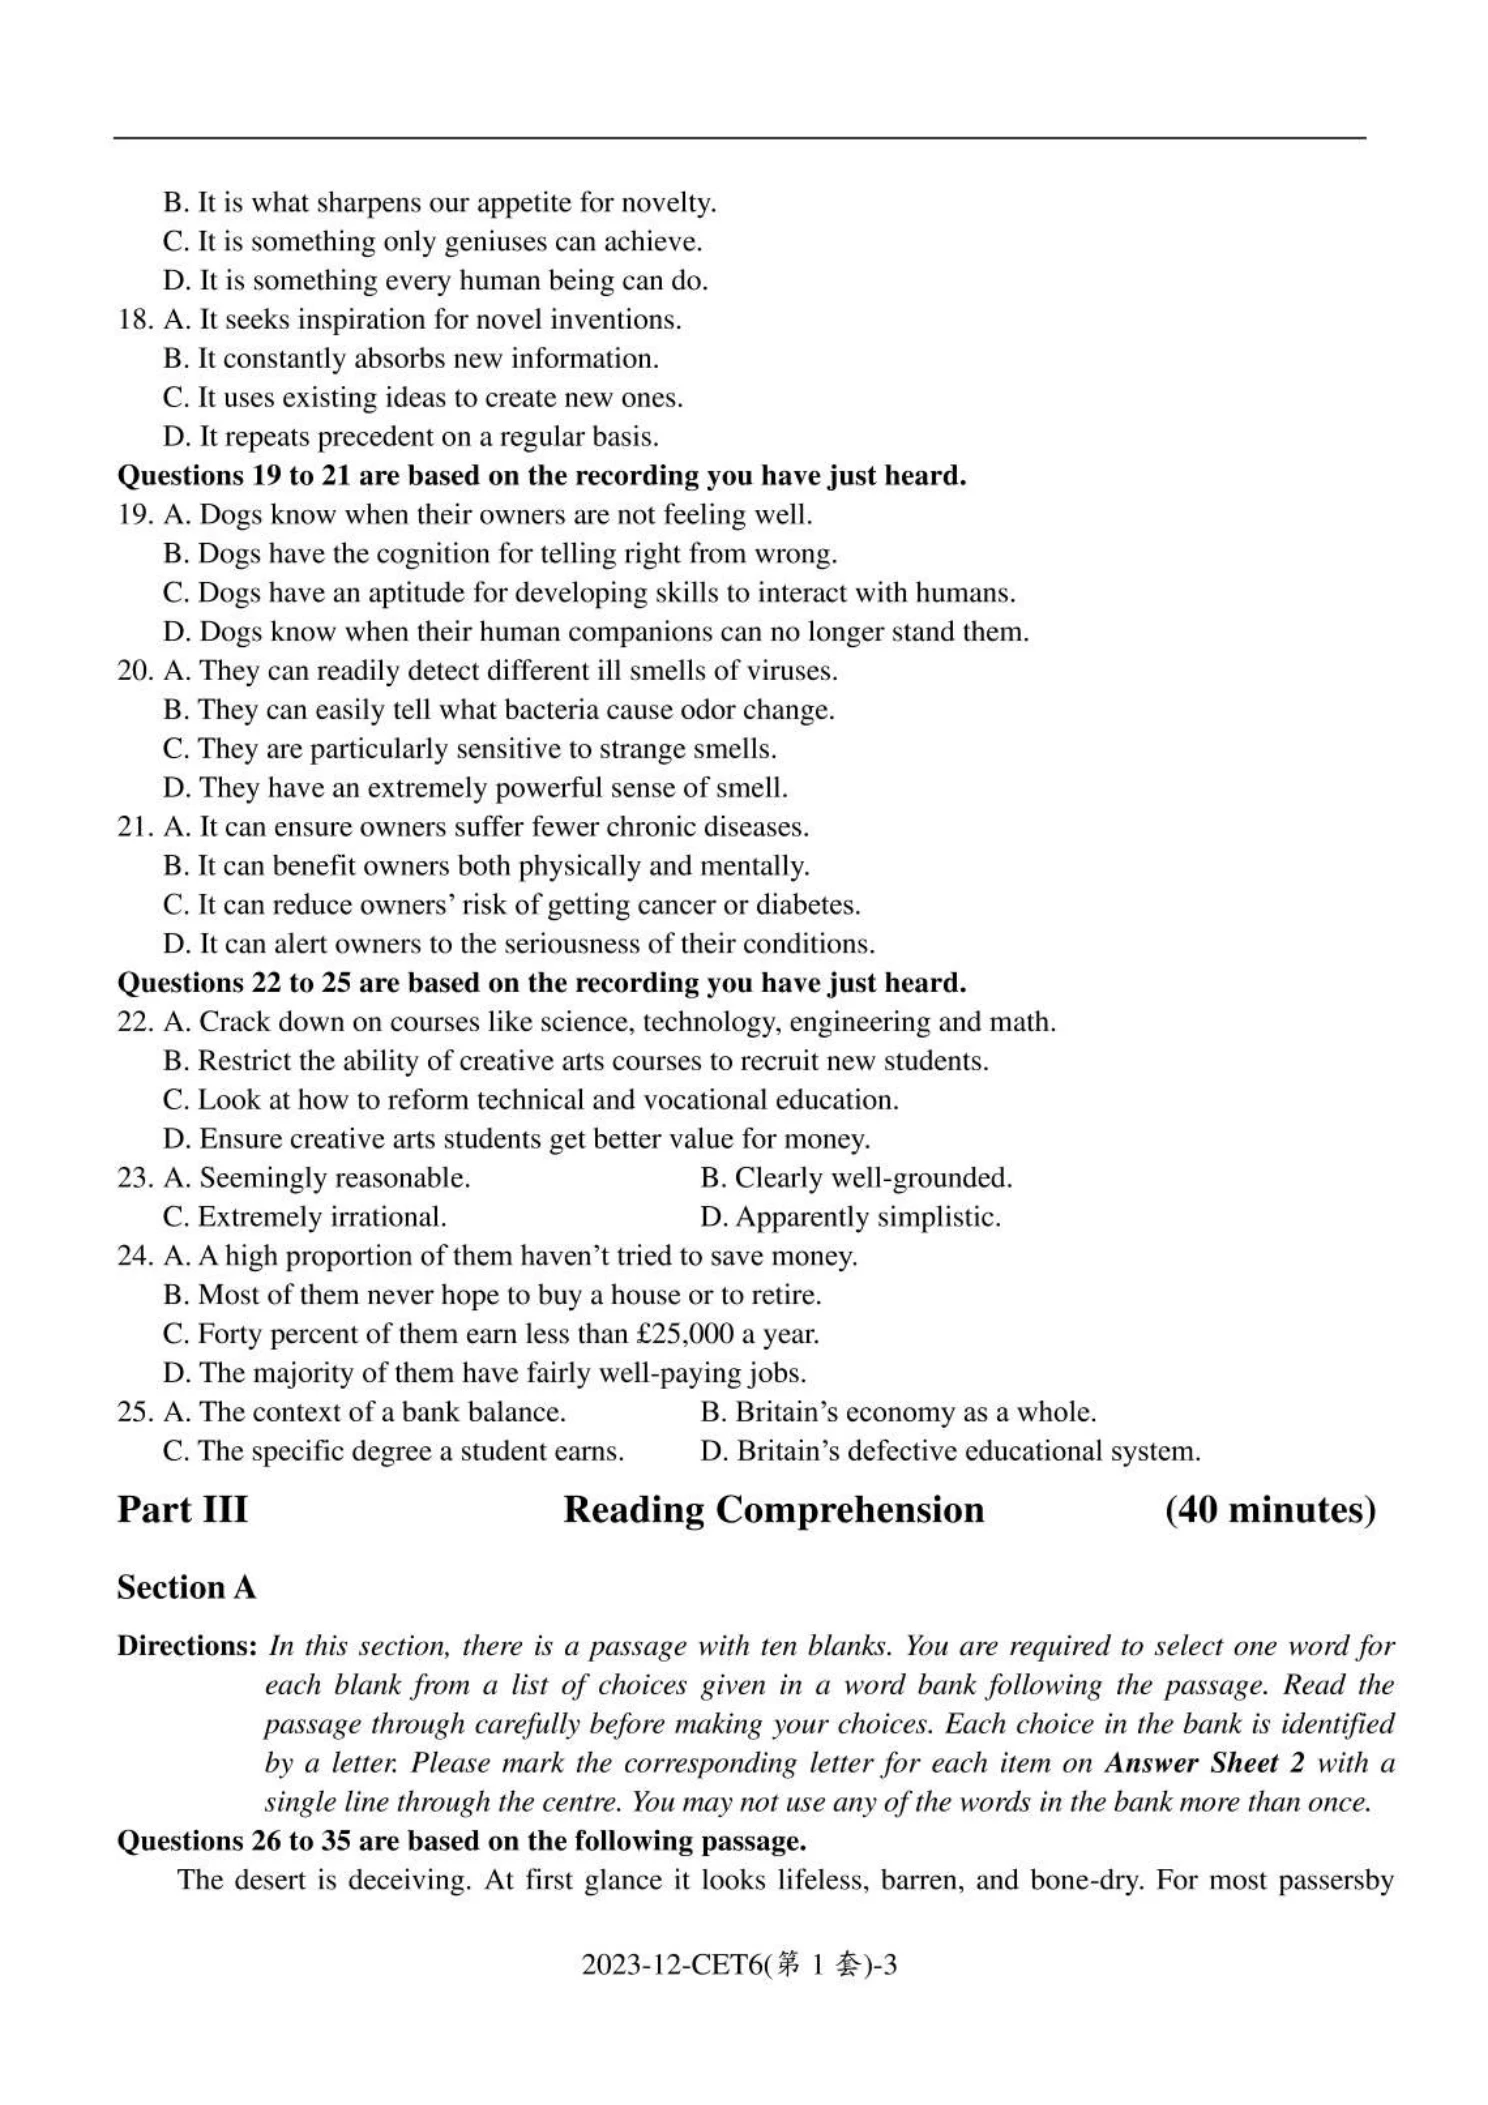 B. It is what sharpens our appetite for novelty.
C. It is something only geniuses can achieve.
D. It is something every human being can do.
18. A. It seeks inspiration for novel inventions.
B. It constantly absorbs new information.
C. It uses existing ideas to create new ones.
D. It repeats precedent on a regular basis.
Questions 19 to 21 are based on the recording you have just heard.
19. A. Dogs know when their owners are not feeling well.
B. Dogs have the cognition for telling right from wrong.
C. Dogs have an aptitude for developing skills to interact with humans.
D. Dogs know when their human companions can no longer stand them.
20. A. They can readily detect different ill smells of viruses.
B. They can easily tell what bacteria cause odor change.
C. They are particularly sensitive to strange smells.
D. They have an extremely powerful sense of smell.
21. A. It can ensure owners suffer fewer chronic diseases.
B. It can benefit owners both physically and mentally.
C. It can reduce owners’ risk of getting cancer or diabetes.
D. It can alert owners to the seriousness of their conditions.
Questions 22 to 25 are based on the recording you have just heard.
22. A. Crack down on courses like science, technology, engineering and math.
B. Restrict the ability of creative arts courses to recruit new students.
C. Look at how to reform technical and vocational education.
D. Ensure creative arts students get better value for money.
23. A. Seemingly reasonable. B. Clearly well-grounded.
C. Extremely irrational. D. Apparently simplistic.
24. A. A high proportion of them haven’t tried to save money.
B. Most of them never hope to buy a house or to retire.
C. Forty percent of them earn less than £25,000 a year.
D. The majority of them have fairly well-paying jobs.
25. A. The context of a bank balance. B. Britain’s economy as a whole.
C. The specific degree a student earns. D. Britain’s defective educational system.
Part III Reading Comprehension (40 minutes)
Section A
Directions: In this section, there is a passage with ten blanks. You are required to select one word for
each blank from a list of choices given in a word bank following the passage. Read the
passage through carefully before making your choices. Each choice in the bank is identified
by a letter. Please mark the corresponding letter for each item on Answer Sheet 2 with a
single line through the centre. You may not use any of the words in the bank more than once.
Questions 26 to 35 are based on the following passage.
The desert is deceiving. At first glance it looks lifeless, barren, and bone-dry. For most passersby
2023-12-CET6(第 1 套)-3